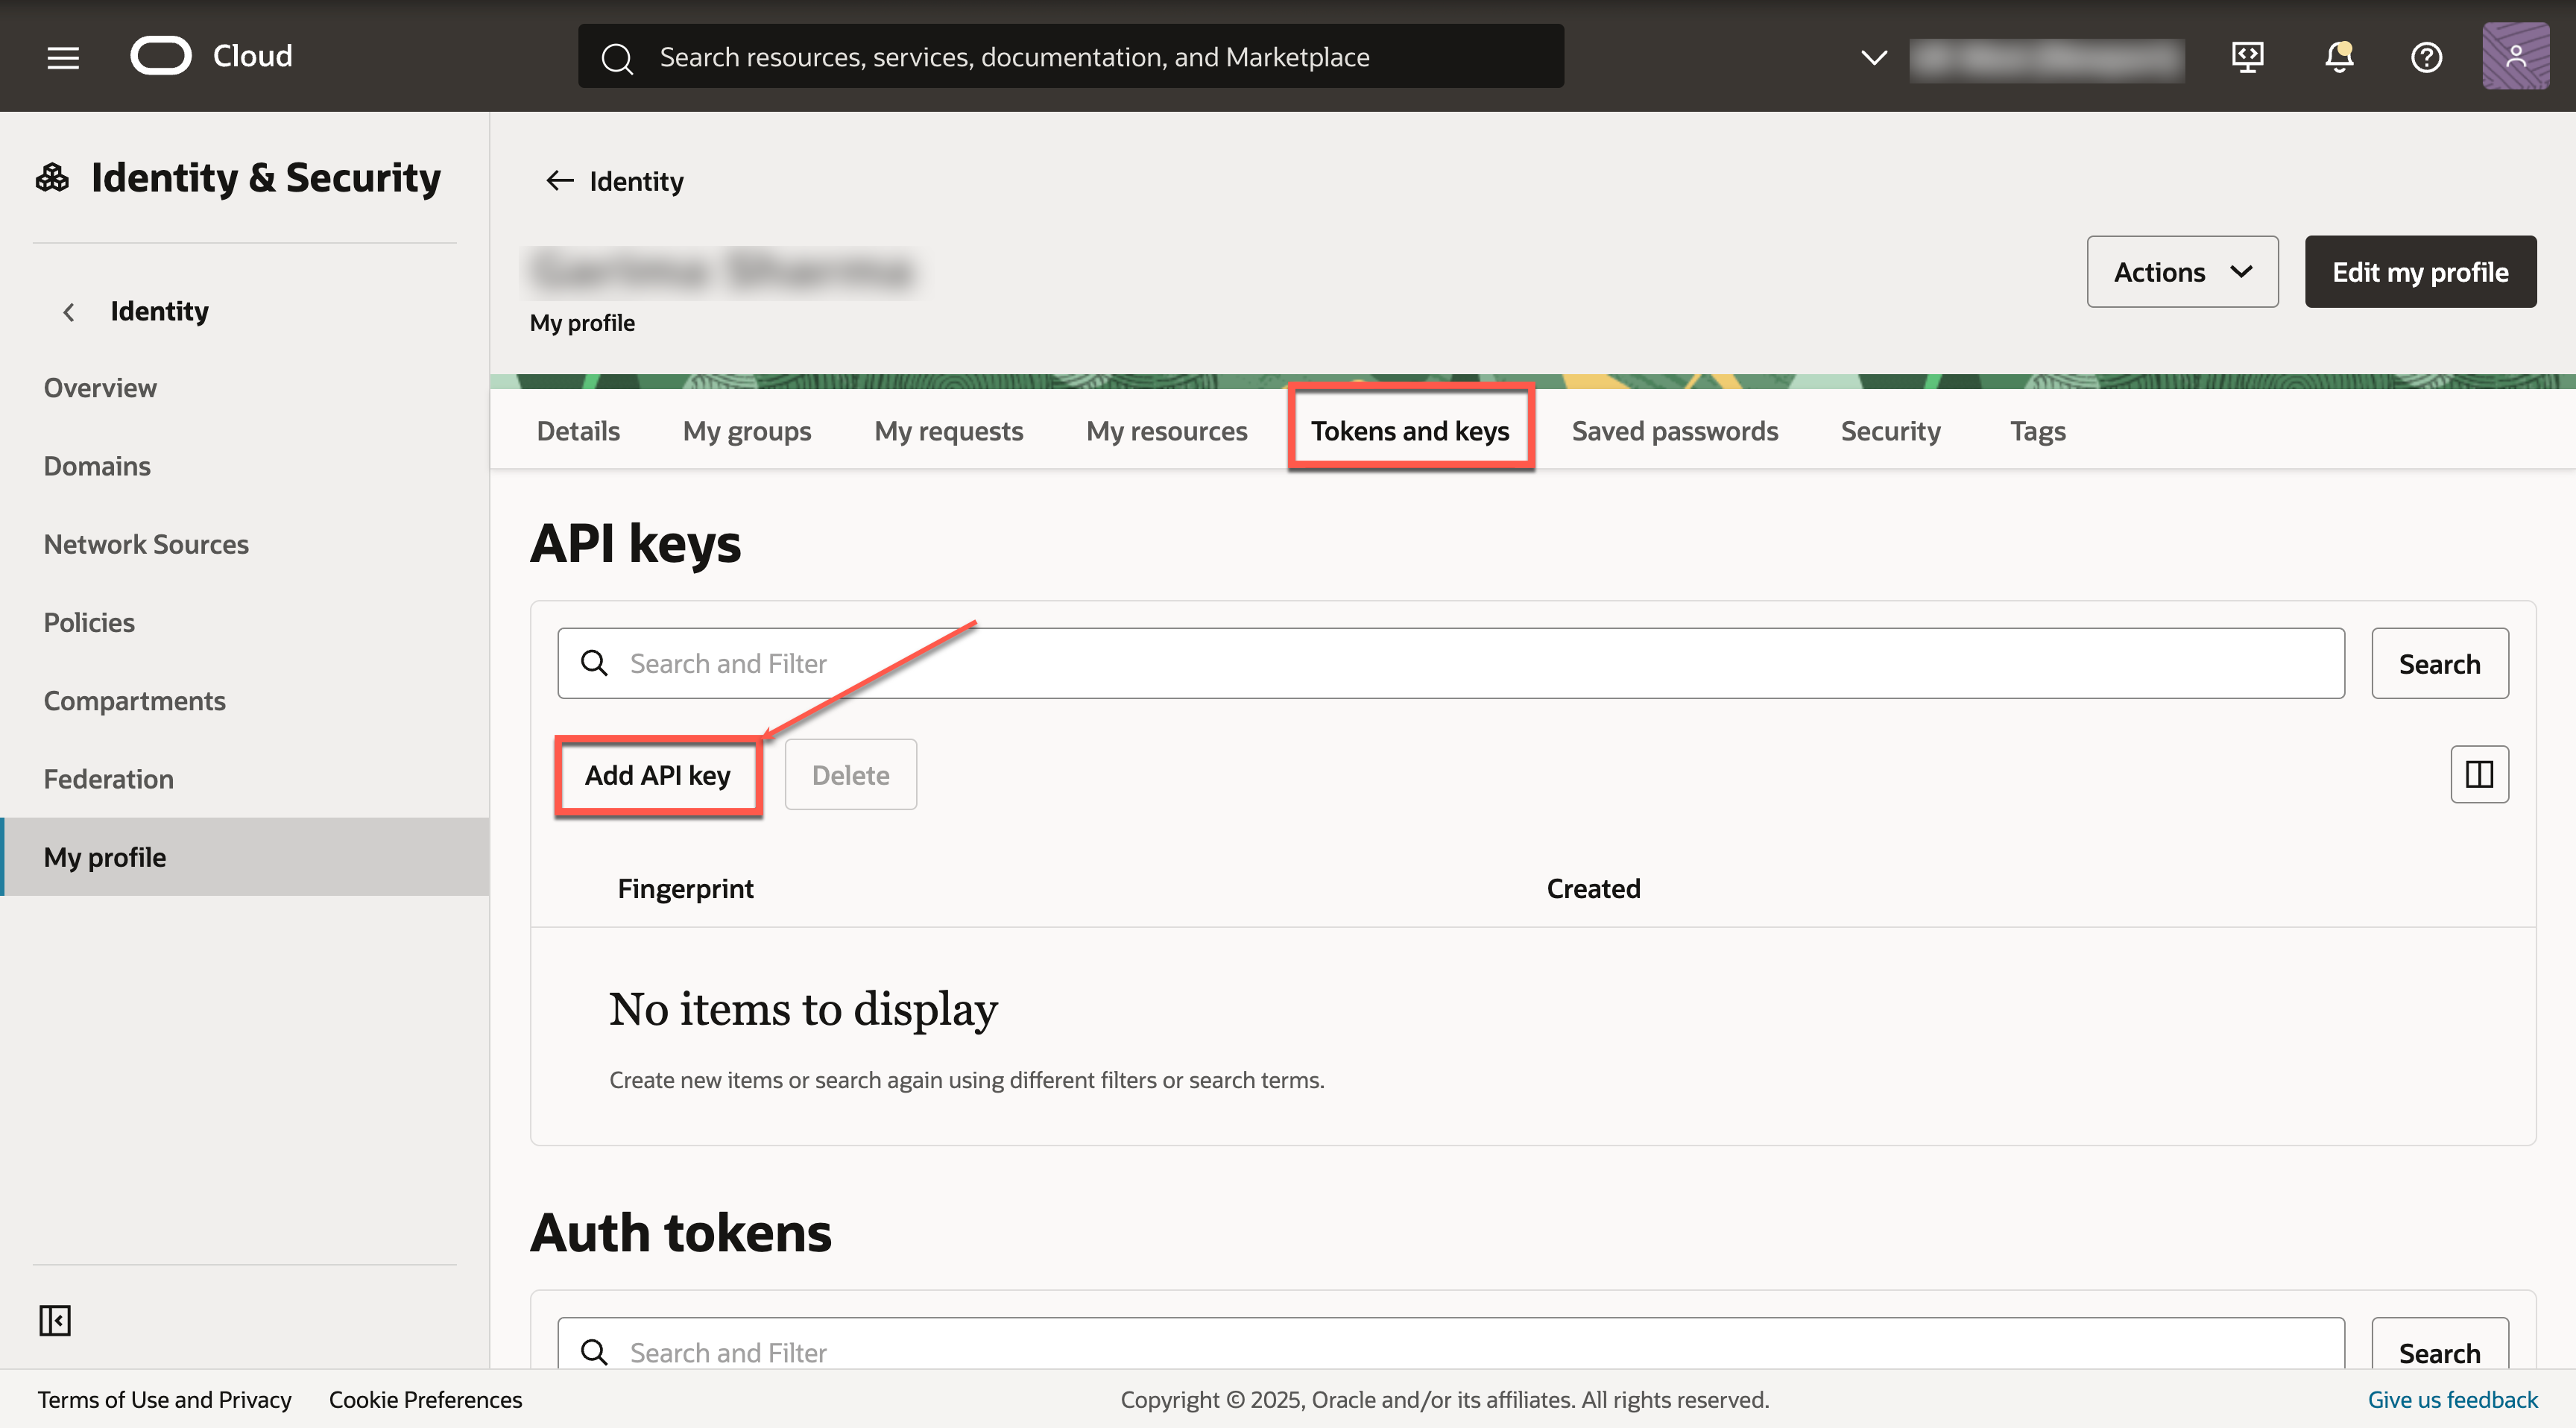 Cloud
Search resources, services, documentation, and Marketplace
Identity & Security
Identity
Overview
Domains
Network Sources
Policies
Compartments
Federation
My profile
Identity
My profile
Actions
Edit my profile
Details My groups My requests My resources Tokens and keys Saved passwords Security Tags
API keys
Search and Filter
Search
Add API key
Delete
Fingerprint Created
No items to display
Create new items or search again using different filters or search terms.
Auth tokens
Search and Filter
Search
Terms of Use and Privacy Cookie Preferences Copyright © 2025, Oracle and/or its affiliates. All rights reserved. Give us feedback